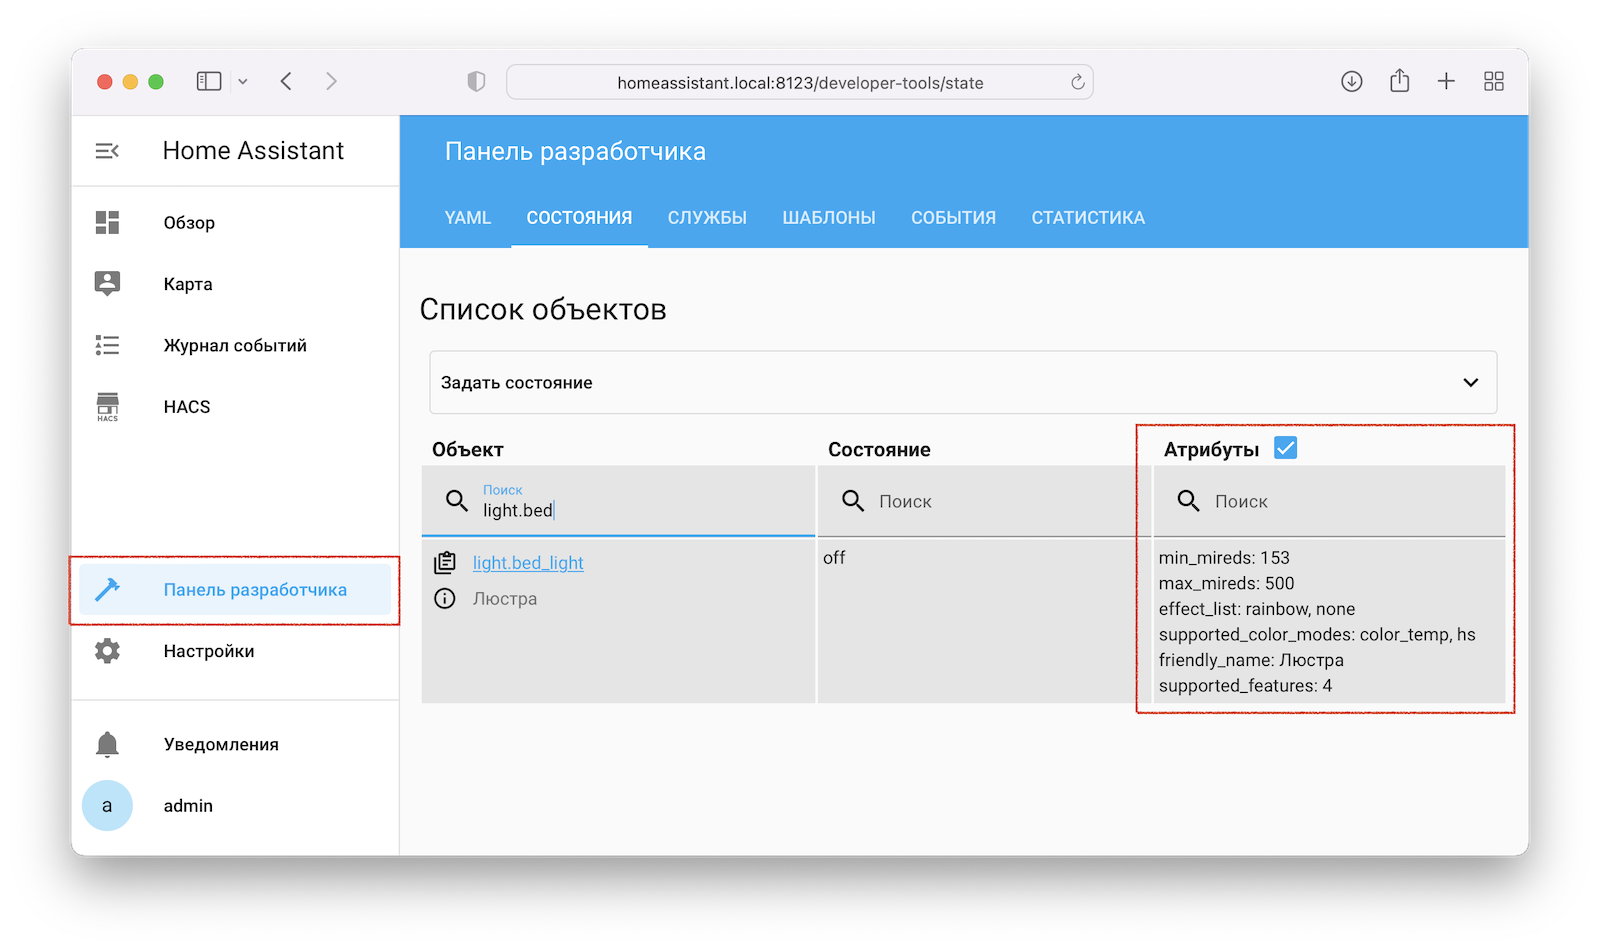 homeassistant.local:8123/developer-tools/state
Home Assistant
Обзор
Карта
Журнал событий
HACS
HACS
Панель разработчика
Настройки
Уведомления
a
admin
Панель разработчика
YAML СОСТОЯНИЯ СЛУЖБЫ ШАБЛОНЫ СОБЫТИЯ СТАТИСТИКА
Список объектов
Задать состояние
Объект Состояние Атрибуты
Поиск
light.bed
Поиск
Поиск
light.bed_light
Люстра
off
min_mireds: 153
max_mireds: 500
effect_list: rainbow, none
supported_color_modes: color_temp, hs
friendly_name: Люстра
supported_features: 4